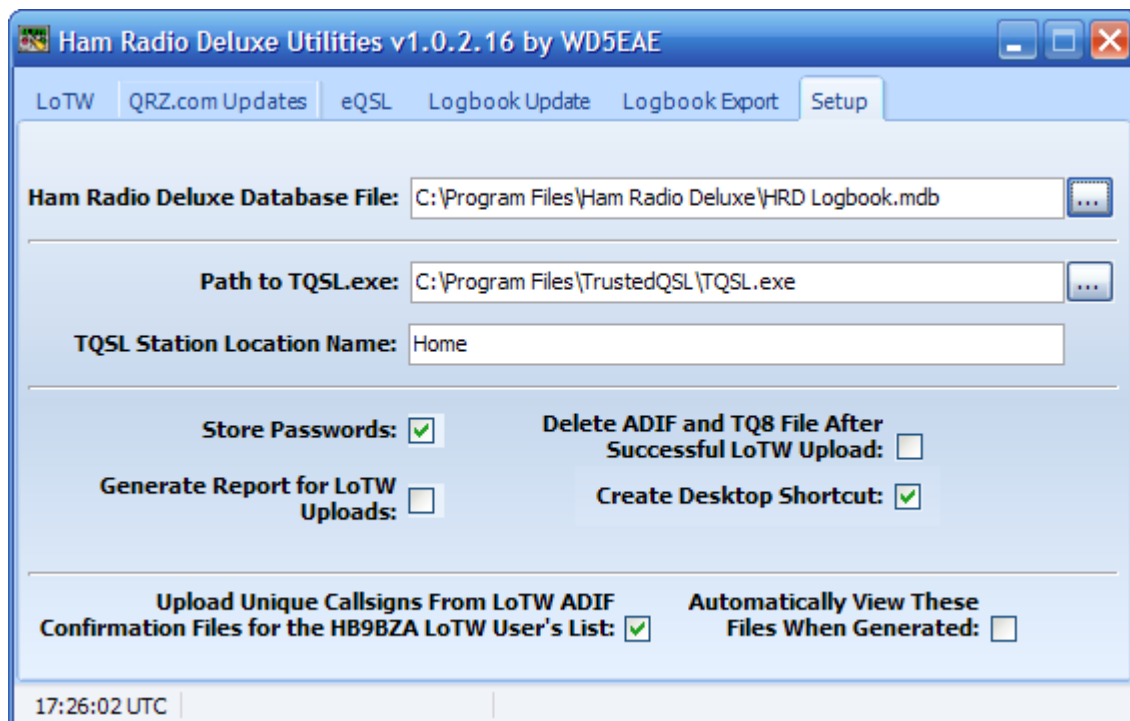 Ham Radio Deluxe Utilities v1.0.2.16 by WD5EAE
LoTW QRZ.com Updates eQSL Logbook Update Logbook Export Setup
Ham Radio Deluxe Database File: C:\Program Files\Ham Radio Deluxe\HRD Logbook.mdb ...
Path to TQSL.exe: C:\Program Files\TrustedQSL\TQSL.exe ...
TQSL Station Location Name: Home
Store Passwords:
Delete ADIF and TQ8 File After
Successful LoTW Upload:
Generate Report for LoTW
Uploads:
Create Desktop Shortcut:
Upload Unique Callsigns From LoTW ADIF
Confirmation Files for the HB9BZA LoTW User's List:
Automatically View These
Files When Generated:
17:26:02 UTC